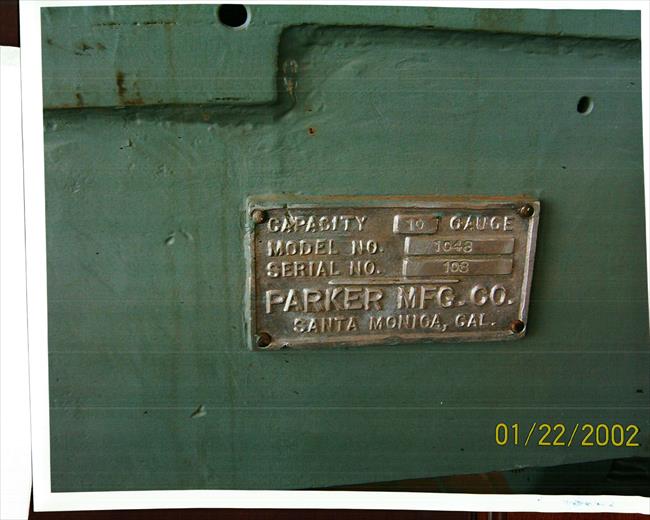 CAPACITY 10 GAUGE
MODEL NO. 1048
SERIAL NO. 108
PARKER MFG. CO.
SANTA MONICA, CAL.
01/22/2002